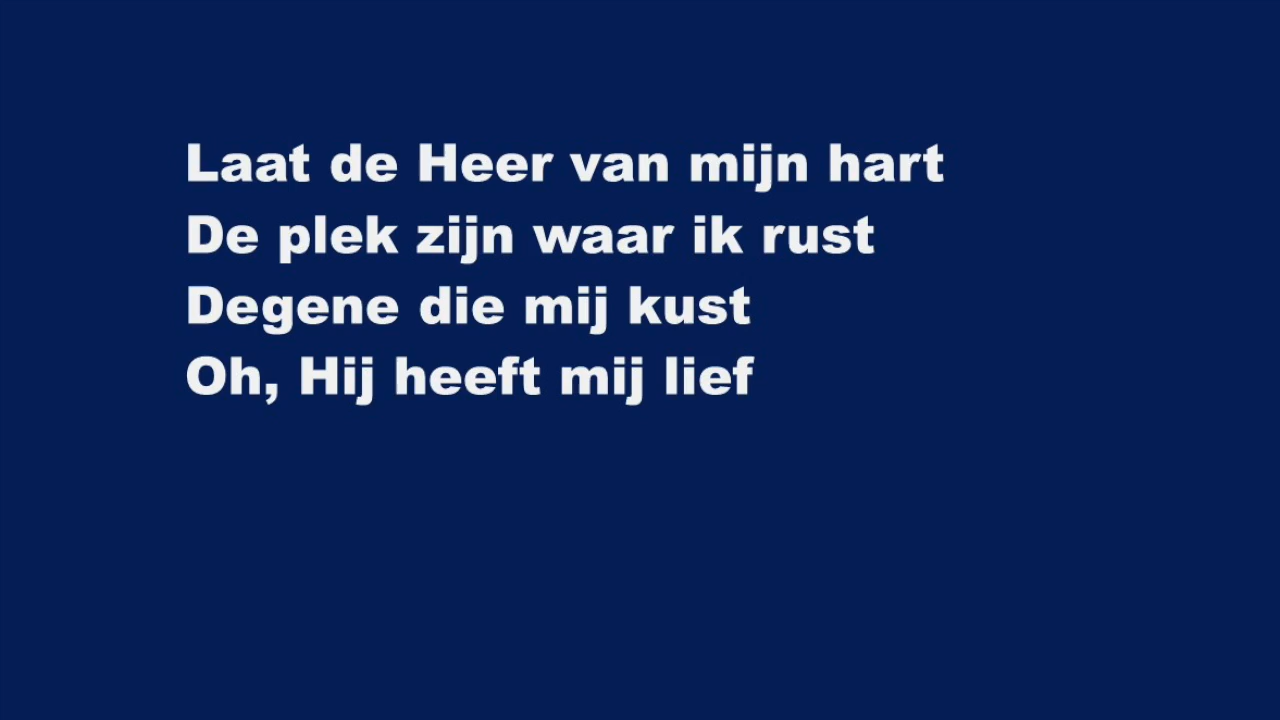 Laat de Heer van mijn hart
De plek zijn waar ik rust
Degene die mij kust
Oh, Hij heeft mij lief